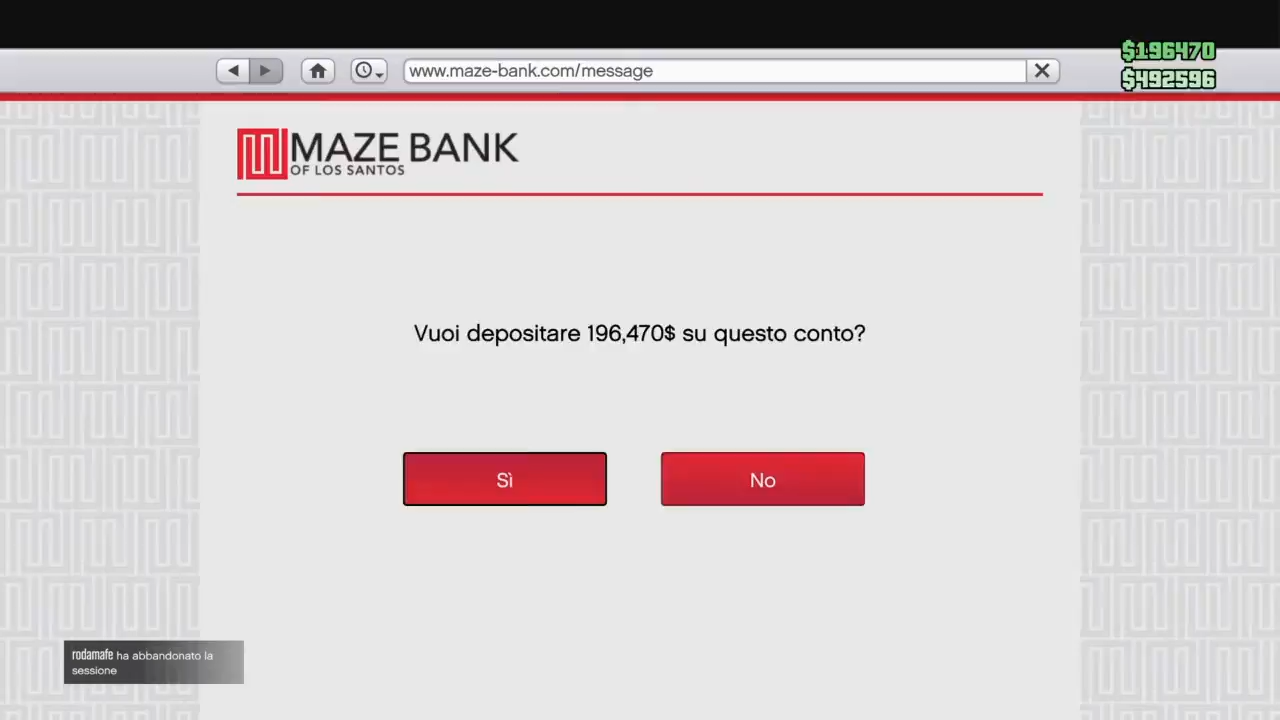 $196470
www.maze-bank.com/message
$492596
MAZE BANK
OF LOS SANTOS
Vuoi depositare 196,470$ su questo conto?
Sì
No
rodamafe ha abbandonato la
sessione